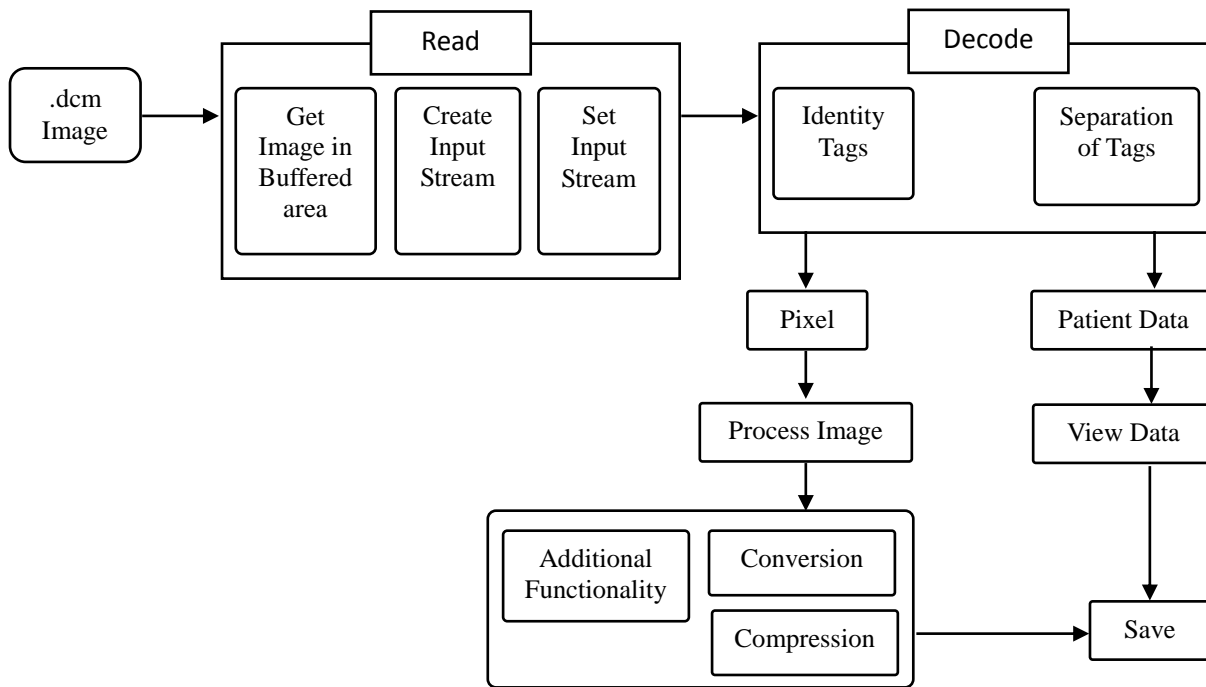 Read
Decode
.dcm
Image
Get
Image in
Buffered
area
Create
Input
Stream
Set
Input
Stream
Identity
Tags
Separation
of Tags
Pixel
Patient Data
Process Image
View Data
Additional
Functionality
Conversion
Compression
Save